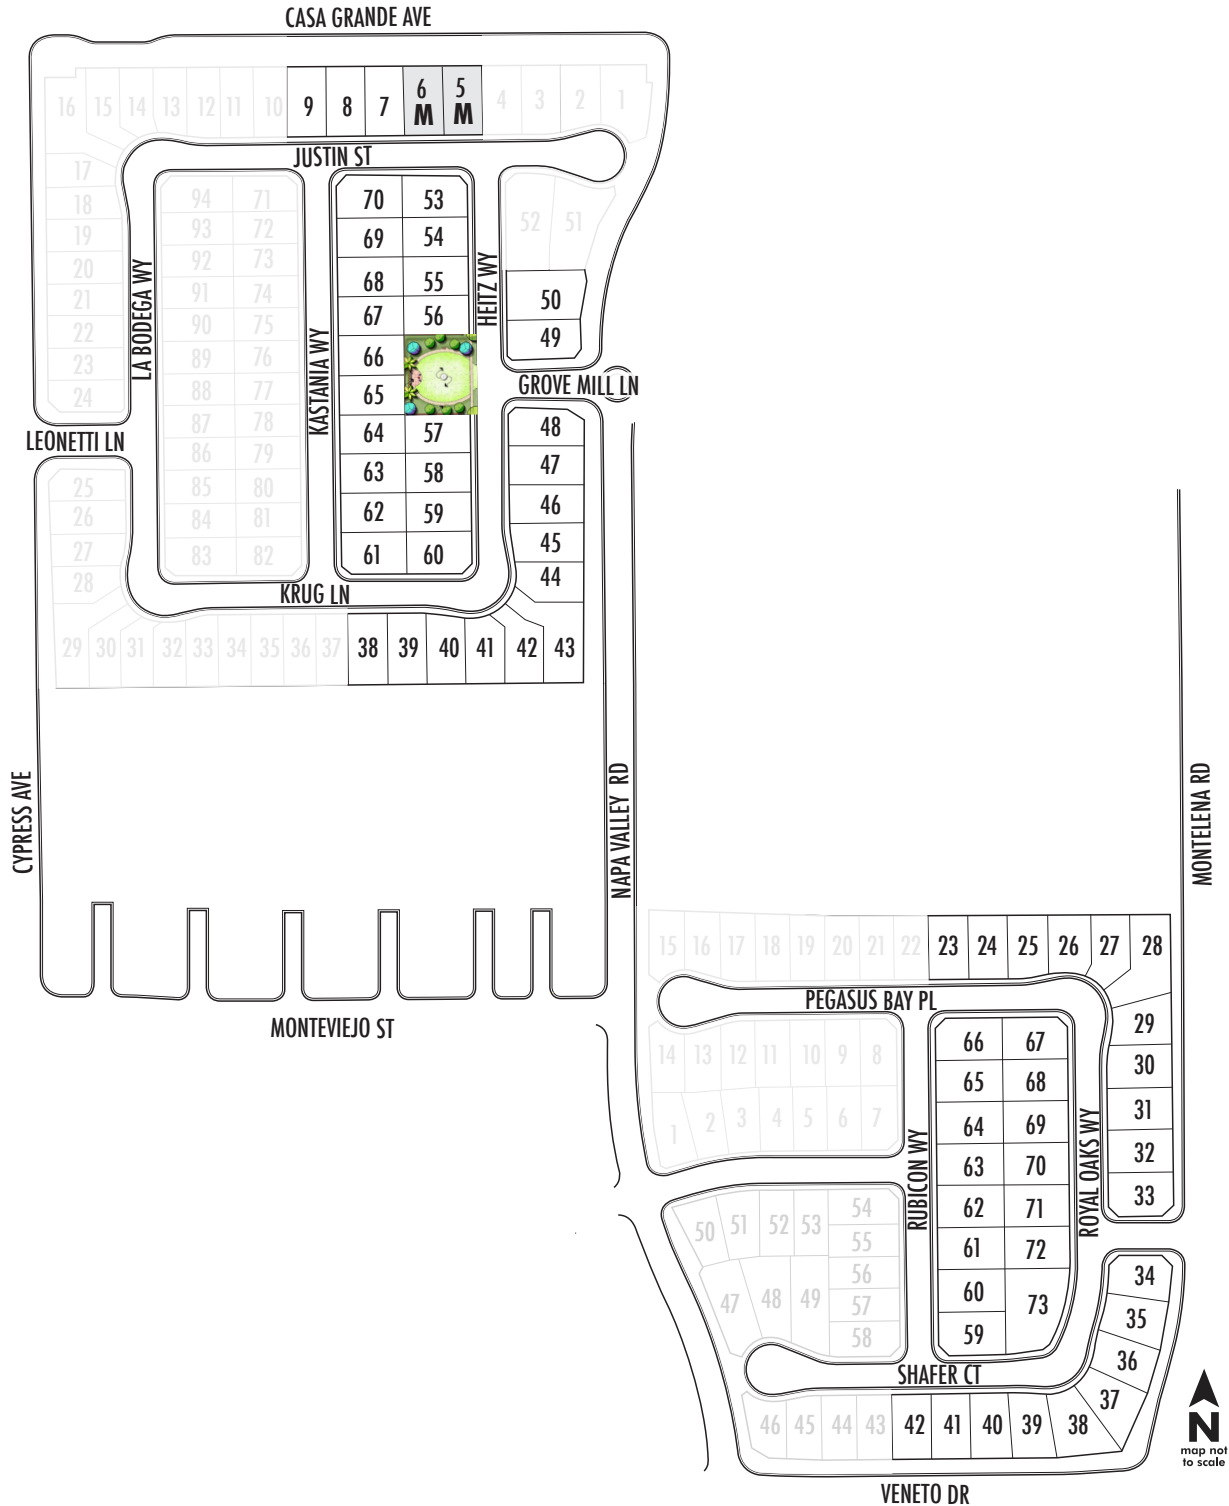 CASA GRANDE AVE
16 15 14 13 12 11 10 9 8 7 6 5 4 3 2 1
M M
JUSTIN ST
17
18
19
20
21
22
23
24
LA BODEGA WY
94 71
93 72
92 73
91 74
90 75
89 76
88 77
87 78
86 79
85 80
84 81
83 82
KASTANIA WY
70 53
69 54
68 55
67 56
66
65
64 57
63 58
62 59
61 60
HEITZ WY
52 51
50
49
GROVE MILL LN
48
47
46
45
44
LEONETTI LN
25
26
27
28
KRUG LN
29 30 31 32 33 34 35 36 37 38 39 40 41 42 43
CYPRESS AVE
NAPA VALLEY RD
MONTELENA RD
MONTEVIEJO ST
15 16 17 18 19 20 21 22 23 24 25 26 27 28
PEGASUS BAY PL
14 13 12 11 10 9 8
1 2 3 4 5 6 7
RUBICON WY
66 67
65 68
64 69
63 70
62 71
61 72
60 73
59
ROYAL OAKS WY
29
30
31
32
33
50 51 52 53 54
55
47 48 49 56
57
58
34
35
36
37
SHAFER CT
46 45 44 43 42 41 40 39 38
VENETO DR
N
map not
to scale